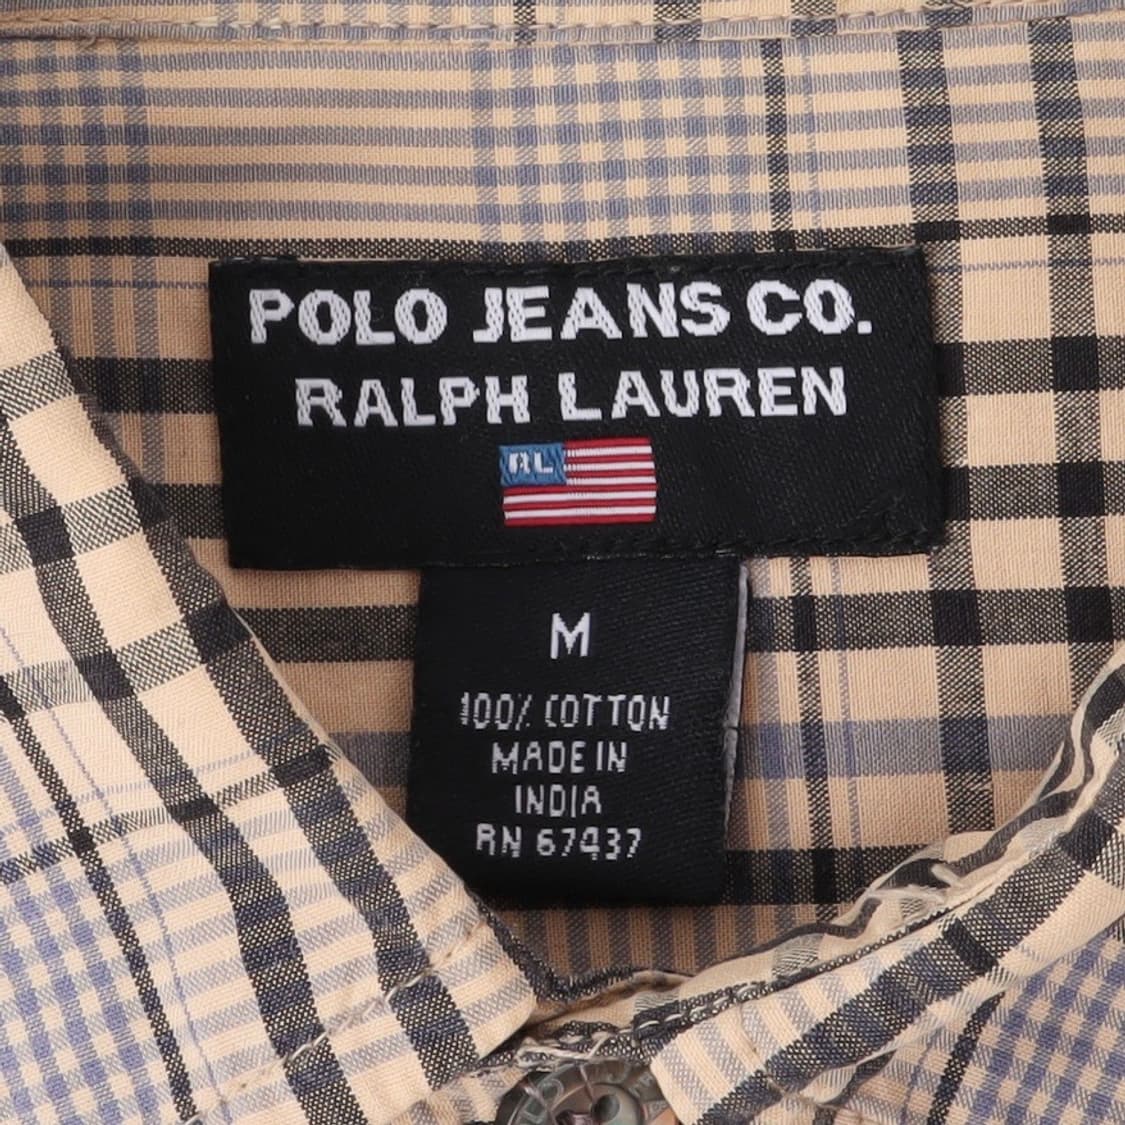 POLO JEANS CO.
RALPH LAUREN
RL
M
100% COTTON
MADE IN
INDIA
RN 67437